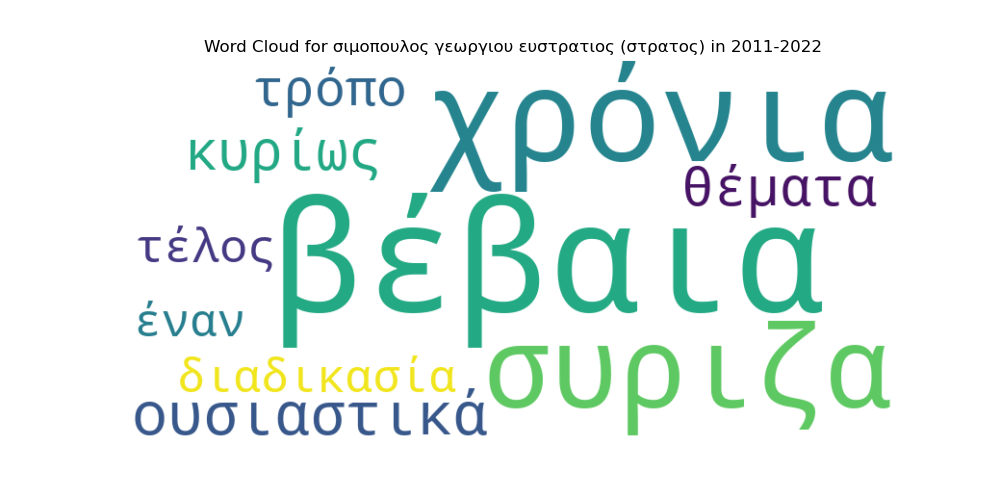 Word Cloud for σιμοπουλος γεωργιου ευστρατιος (στρατος) in 2011-2022
τρόπο
χρόνια
κυρίως
θέματα
τέλος
βέβαια
έναν
διαδικασία
συριζα
ουσιαστικά